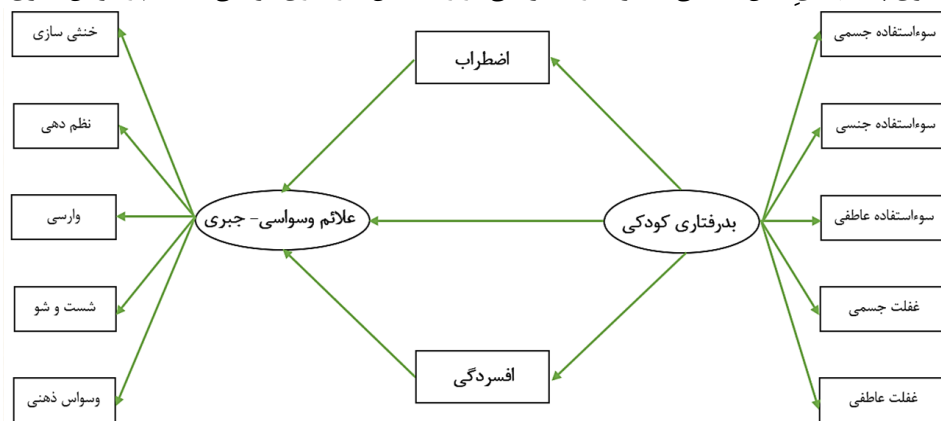 سوءاستفاده جسمی
سوءاستفاده جنسی
سوءاستفاده عاطفی
غفلت جسمی
غفلت عاطفی
بدرفتاری کودکی
اضطراب
افسردگی
علائم وسواسی- جبری
خنثی سازی
نظم دهی
وارسی
شست و شو
وسواس ذهنی